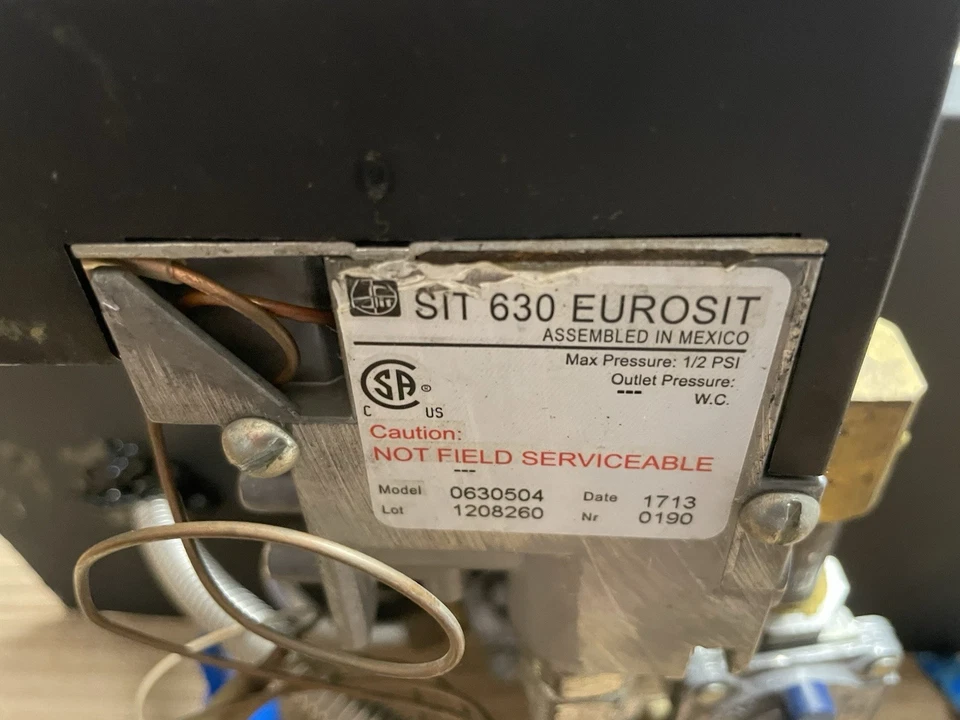 SIT 630 EUROSIT
ASSEMBLED IN MEXICO
Max Pressure: 1/2 PSI
Outlet Pressure:
--- W.C.
SA ®
C US
Caution:
NOT FIELD SERVICEABLE
---
Model 0630504 Date 1713
Lot 1208260 Nr 0190